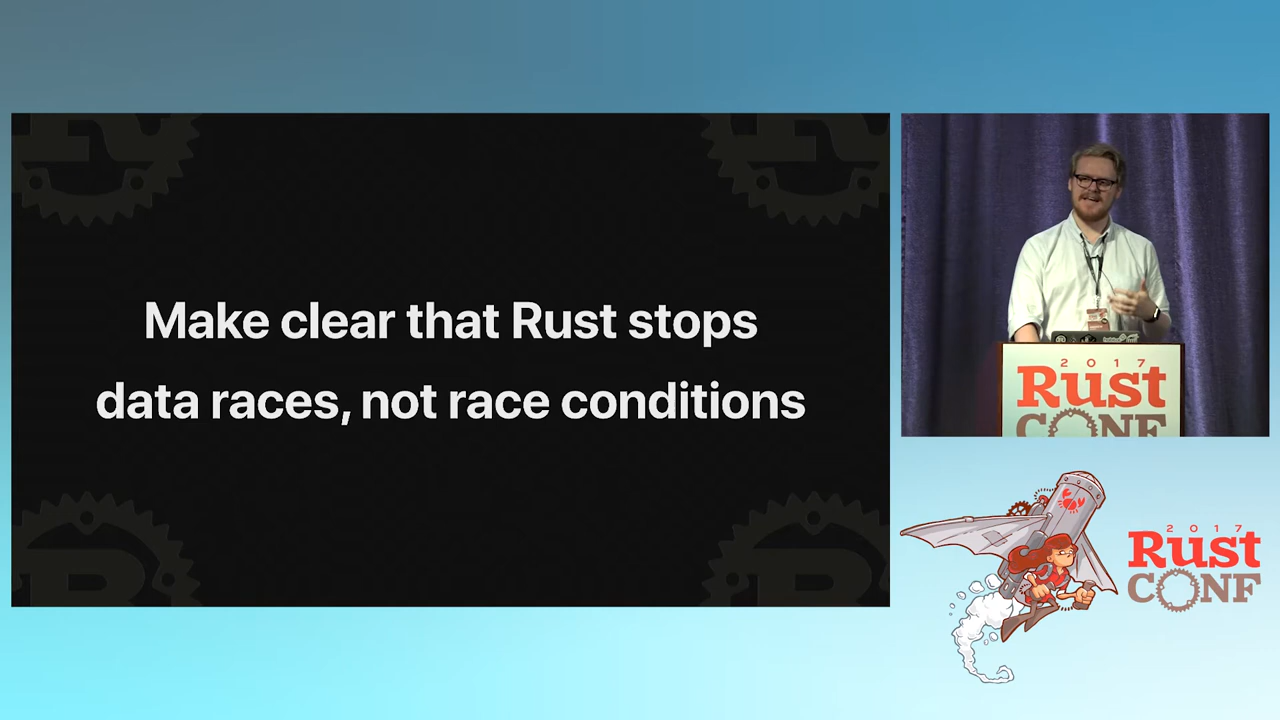 Make clear that Rust stops
data races, not race conditions
2017
Rust
CONF
2017
Rust
CONF